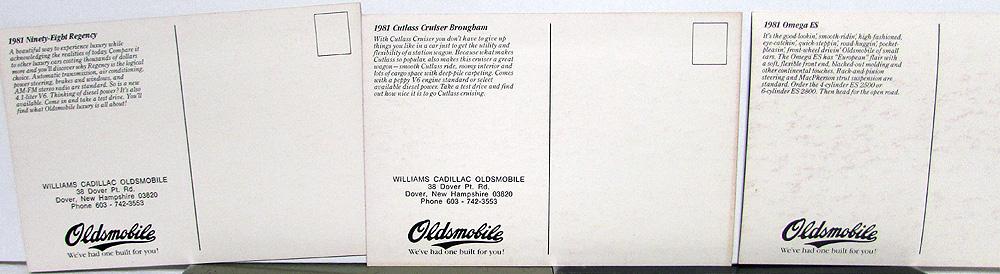 1981 Ninety-Eight Regency
A beautiful way to experience luxury while
acknowledging the realities of today. Compare it
to other luxury cars costing thousands of dollars
more and you'll discover why Regency is the logical
choice. Automatic transmission, air conditioning,
power steering, brakes and windows, and
AM-FM stereo radio are standard. So is a new
4.1-liter V6. Thinking of diesel power? It's also
available. Come in and take a test drive. You'll
find what Oldsmobile luxury is all about!
WILLIAMS CADILLAC OLDSMOBILE
38 Dover Pt. Rd.
Dover, New Hampshire 03820
Phone 603 - 742-3553
Oldsmobile
We've had one built for you!
1981 Cutlass Cruiser Brougham
With Cutlass Cruiser you don't have to give up
things you like in a car just to get the utility and
flexibility of a station wagon. Because what makes
Cutlass so popular, also makes this cruiser a great
wagon—smooth Cutlass ride, roomy interior and
lots of cargo space with deep-pile carpeting. Comes
with a peppy V6 engine standard or select
available diesel power. Take a test drive and find
out how nice it is to go Cutlass cruising.
WILLIAMS CADILLAC OLDSMOBILE
38 Dover Pt. Rd.
Dover, New Hampshire 03820
Phone 603 - 742-3553
Oldsmobile
We've had one built for you!
1981 Omega ES
It's the good-lookin', smooth-ridin', high fashioned,
eye-catchin', quick-steppin', road-huggin', pocket-
pleasin', front-wheel drivin' Oldsmobile of small
cars. The Omega ES has "European" flair with
a soft, flexible front end, blacked-out molding and
other continental touches. Rack-and-pinion
steering and MacPherson strut suspension are
standard. Order the 4-cylinder ES 2500 or
6-cylinder ES 2800. Then head for the open road.
Oldsmobile
We've had one built for you!